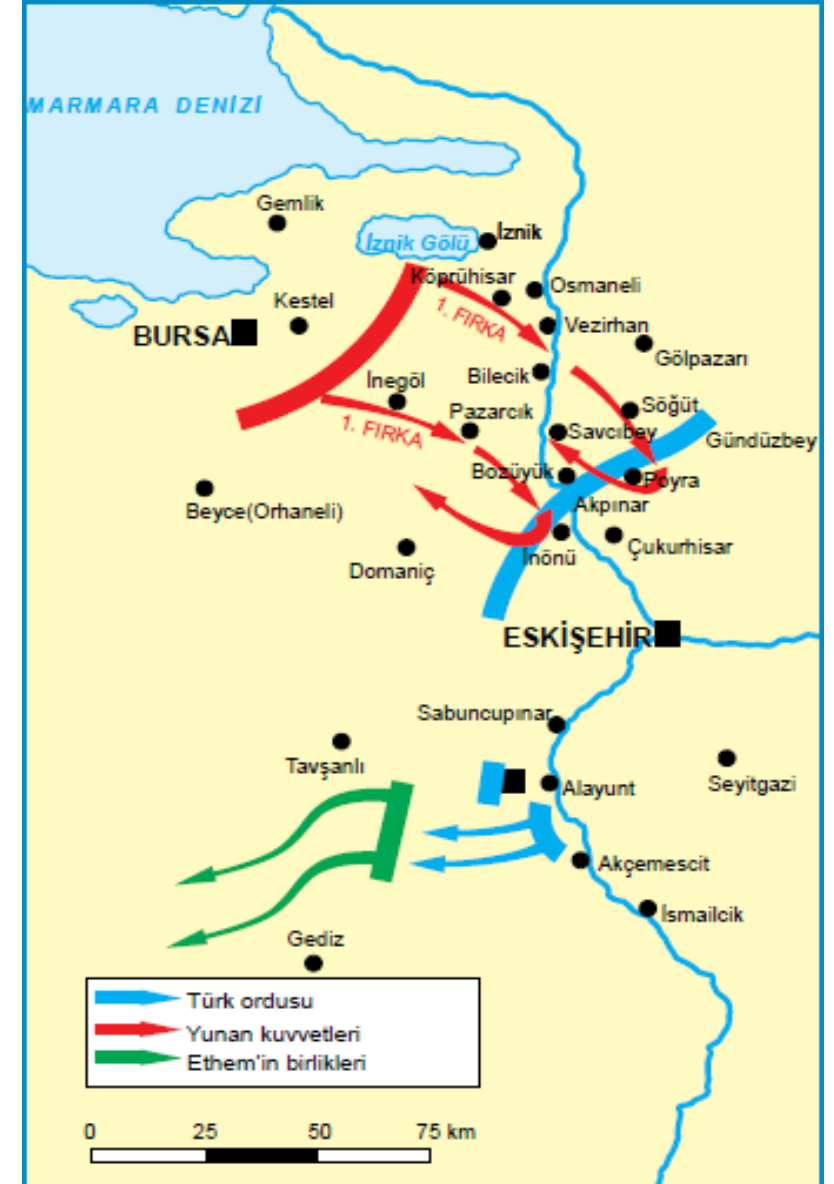 MARMARA DENİZİ
Gemlik
İznik Gölü
İznik
Köprühisar
Osmaneli
Kestel
1. FIRKA
Vezirhan
BURSA
Gölpazarı
İnegöl
Bilecik
Söğüt
1. FIRKA
Pazarcık
Savcıbey
Gündüzbey
Bozüyük
Poyra
Beyce(Orhaneli)
Akpınar
Domaniç
İnönü
Çukurhisar
ESKİŞEHİR
Sabuncupınar
Tavşanlı
Alayunt
Seyitgazi
Akçemescit
İsmailcik
Gediz
Türk ordusu
Yunan kuvvetleri
Ethem'in birlikleri
0 25 50 75 km